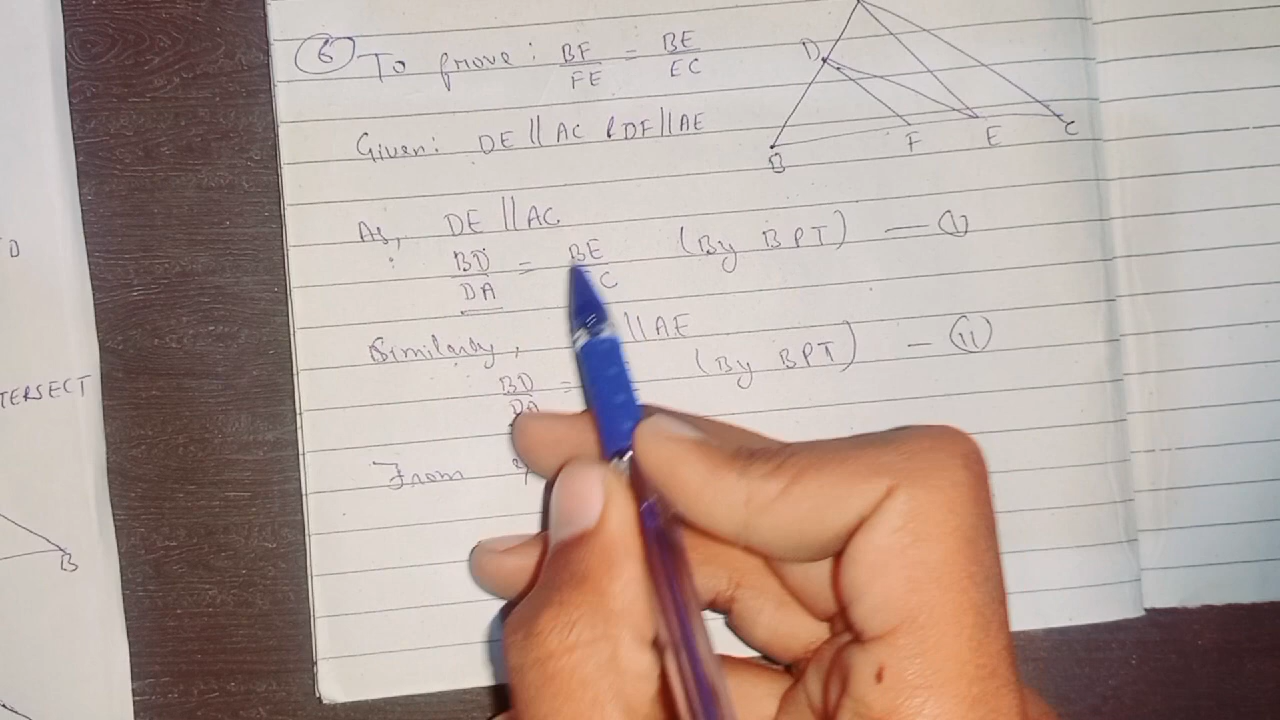 6 To prove: BF/FE = BE/EC
Given: DE || AC & DF || AE
D
B
F
E
C
As, DE || AC
∴ BD/DA = BE/ C (By BPT) — (i)
Similarly, || AE
BD/DA = (By BPT) — (ii)
From
D
TERSECT
B